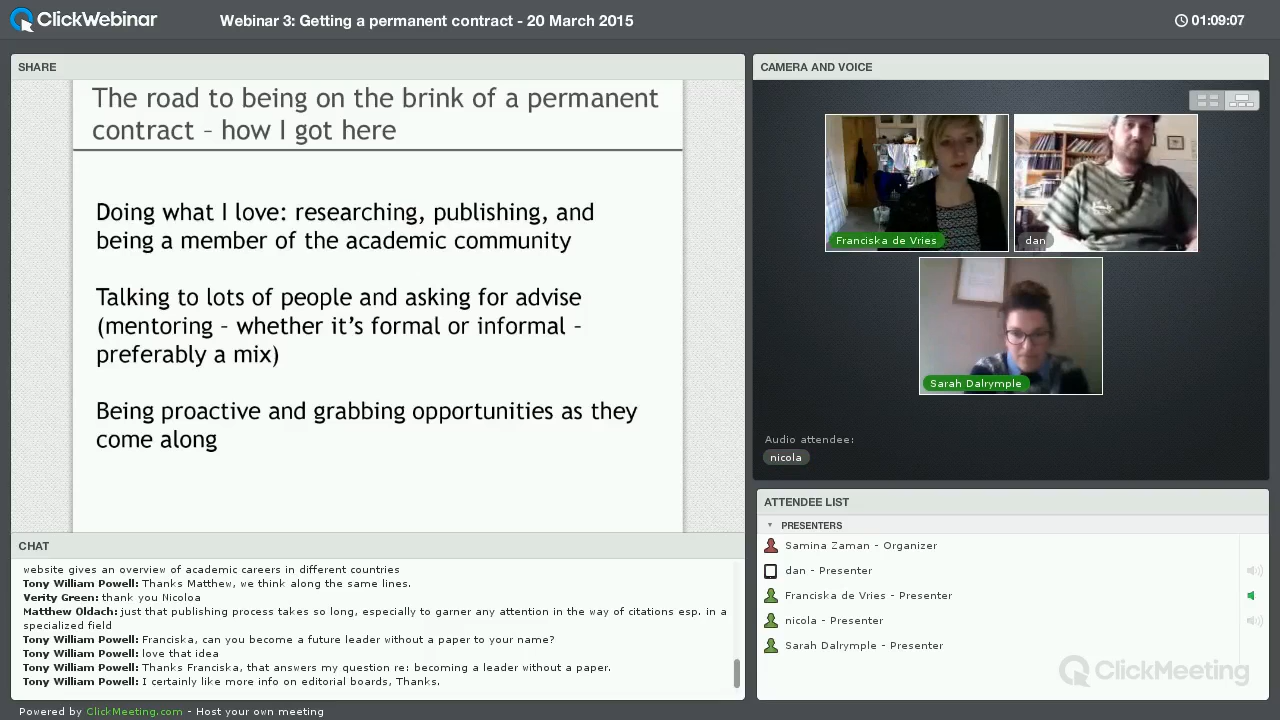 ClickWebinar
Webinar 3: Getting a permanent contract - 20 March 2015
01:09:07
SHARE
The road to being on the brink of a permanent
contract – how I got here
Doing what I love: researching, publishing, and
being a member of the academic community
Talking to lots of people and asking for advise
(mentoring – whether it's formal or informal –
preferably a mix)
Being proactive and grabbing opportunities as they
come along
CHAT
website gives an overview of academic careers in different countries
Tony William Powell: Thanks Matthew, we think along the same lines.
Verity Green: thank you Nicoloa
Matthew Oldach: just that publishing process takes so long, especially to garner any attention in the way of citations esp. in a
specialized field
Tony William Powell: Franciska, can you become a future leader without a paper to your name?
Tony William Powell: love that idea
Tony William Powell: Thanks Franciska, that answers my question re: becoming a leader without a paper.
Tony William Powell: I certainly like more info on editorial boards, Thanks.
CAMERA AND VOICE
Franciska de Vries
dan
Sarah Dalrymple
Audio attendee:
nicola
ATTENDEE LIST
PRESENTERS
Samina Zaman - Organizer
dan - Presenter
Franciska de Vries - Presenter
nicola - Presenter
Sarah Dalrymple - Presenter
ClickMeeting
Powered by ClickMeeting.com - Host your own meeting